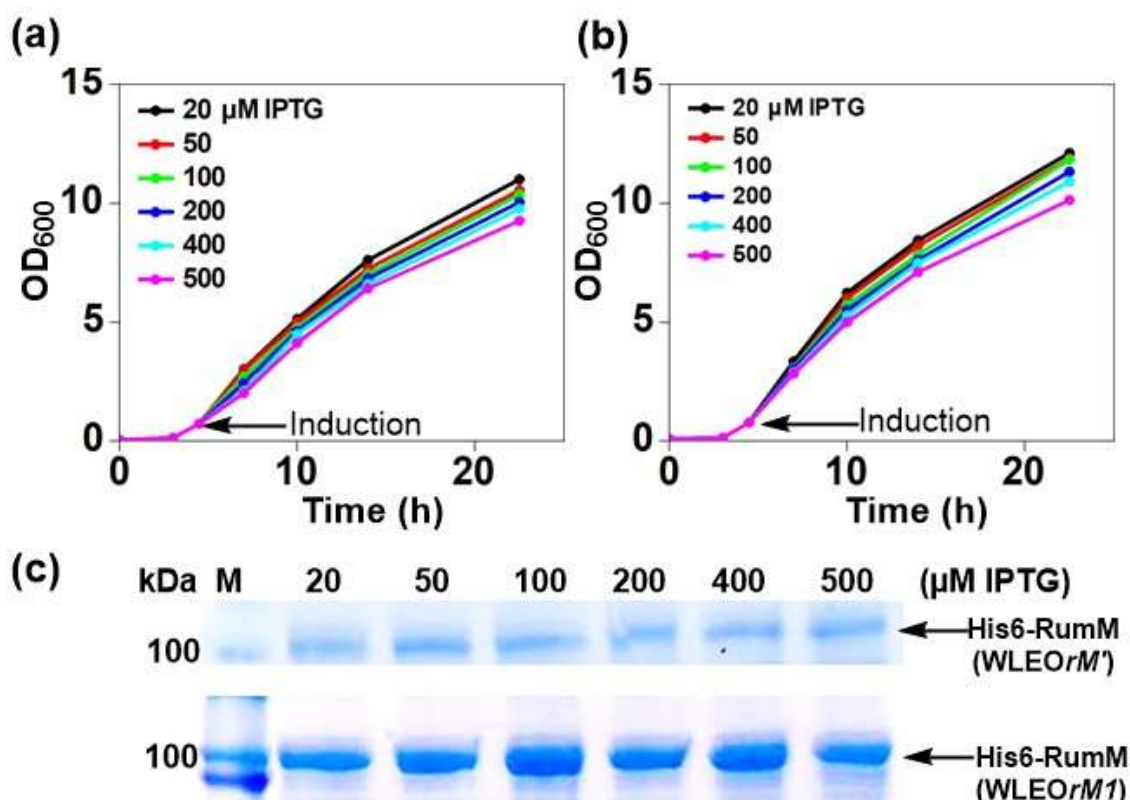 (a)
15
10
5
0
OD600
20 µM IPTG
50
100
200
400
500
Induction
0 10 20
Time (h)
(b)
15
10
5
0
OD600
20 µM IPTG
50
100
200
400
500
Induction
0 10 20
Time (h)
(c)
kDa M 20 50 100 200 400 500 (µM IPTG)
100
His6-RumM
(WLEOrM')
100
His6-RumM
(WLEOrM1)